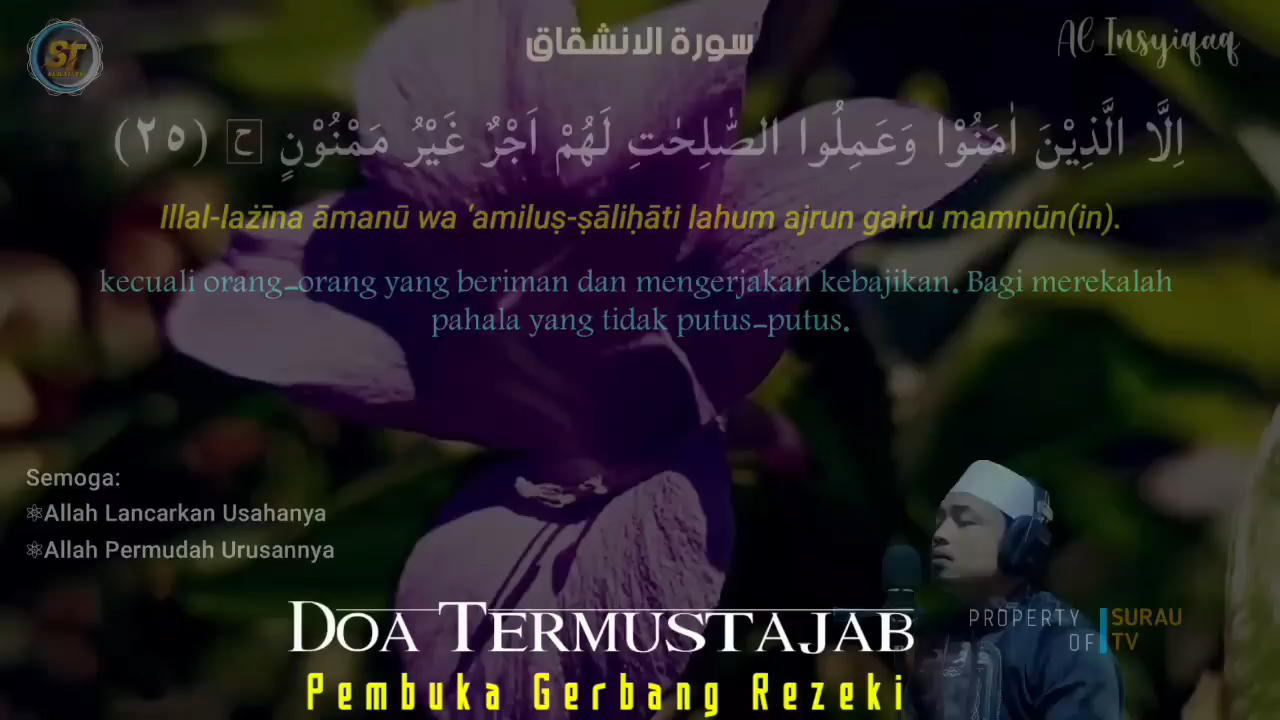 ST
سورة الانشقاق
Al Insyiqaq
اِلَّا الَّذِيْنَ اٰمَنُوْا وَعَمِلُوا الصّٰلِحٰتِ لَهُمْ اَجْرٌ غَيْرُ مَمْنُوْنٍ ࣖ ح (٢٥)
Illal-lażīna āmanū wa ‘amiluṣ-ṣāliḥāti lahum ajrun gairu mamnūn(in).
kecuali orang-orang yang beriman dan mengerjakan kebajikan. Bagi merekalah
pahala yang tidak putus-putus.
Semoga:
⚛Allah Lancarkan Usahanya
⚛Allah Permudah Urusannya
Doa Termustajab
Pembuka Gerbang Rezeki
PROPERTY OF
SURAU TV